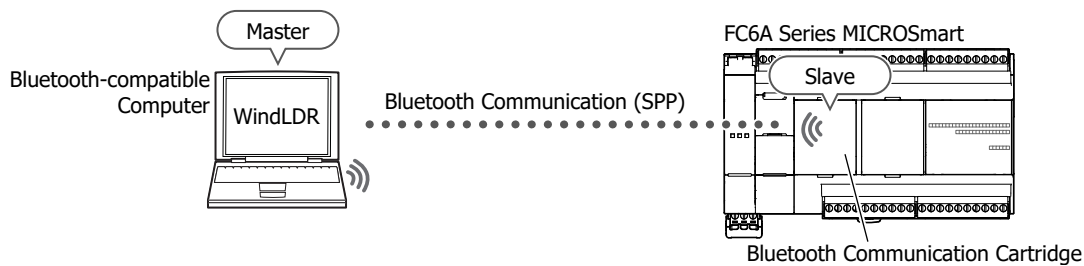 Master
FC6A Series MICROSmart
Bluetooth-compatible
Computer
Slave
WindLDR
Bluetooth Communication (SPP)
Bluetooth Communication Cartridge